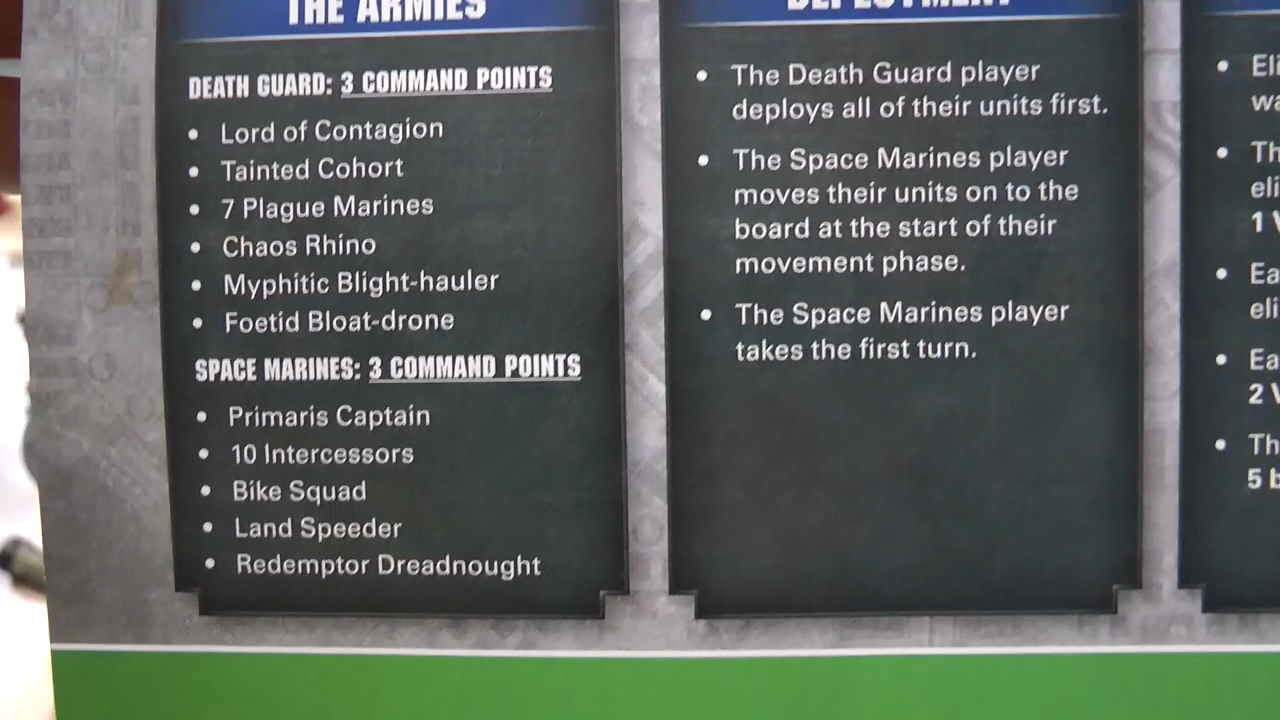 THE ARMIES
DEATH GUARD: 3 COMMAND POINTS
• Lord of Contagion
• Tainted Cohort
• 7 Plague Marines
• Chaos Rhino
• Myphitic Blight-hauler
• Foetid Bloat-drone
SPACE MARINES: 3 COMMAND POINTS
• Primaris Captain
• 10 Intercessors
• Bike Squad
• Land Speeder
• Redemptor Dreadnought
DEPLOYMENT
• The Death Guard player
deploys all of their units first.
• The Space Marines player
moves their units on to the
board at the start of their
movement phase.
• The Space Marines player
takes the first turn.